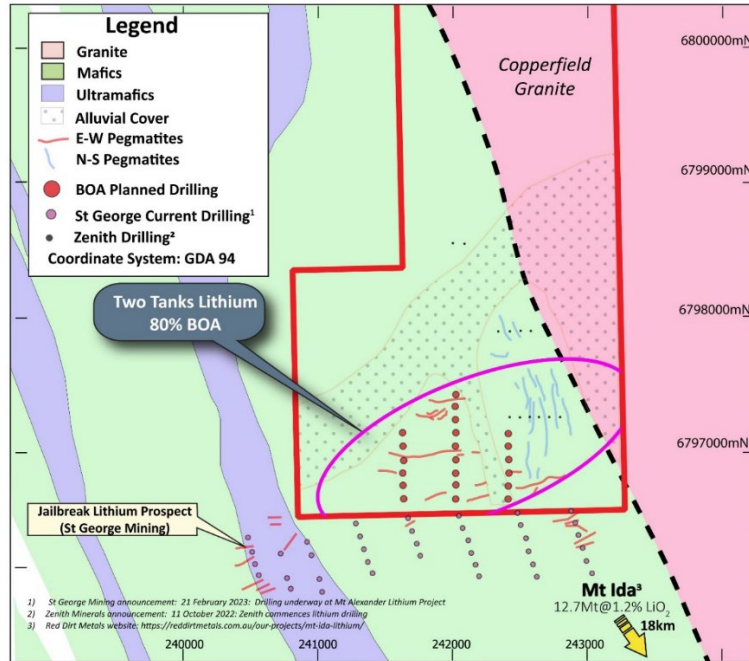 Legend
Granite
Mafics
Ultramafics
Alluvial Cover
E-W Pegmatites
N-S Pegmatites
BOA Planned Drilling
St George Current Drilling¹
Zenith Drilling²
Coordinate System: GDA 94
Copperfield
Granite
6800000mN
6799000mN
6798000mN
6797000mN
Two Tanks Lithium
80% BOA
Jailbreak Lithium Prospect
(St George Mining)
Mt Ida³
12.7Mt@1.2% LiO₂
18km
1) St George Mining announcement: 21 February 2023: Drilling underway at Mt Alexander Lithium Project
2) Zenith Minerals announcement: 11 October 2022: Zenith commences lithium drilling
3) Red Dirt Metals website: https://reddirtmetals.com.au/our-projects/mt-ida-lithium/
240000
241000
242000
243000